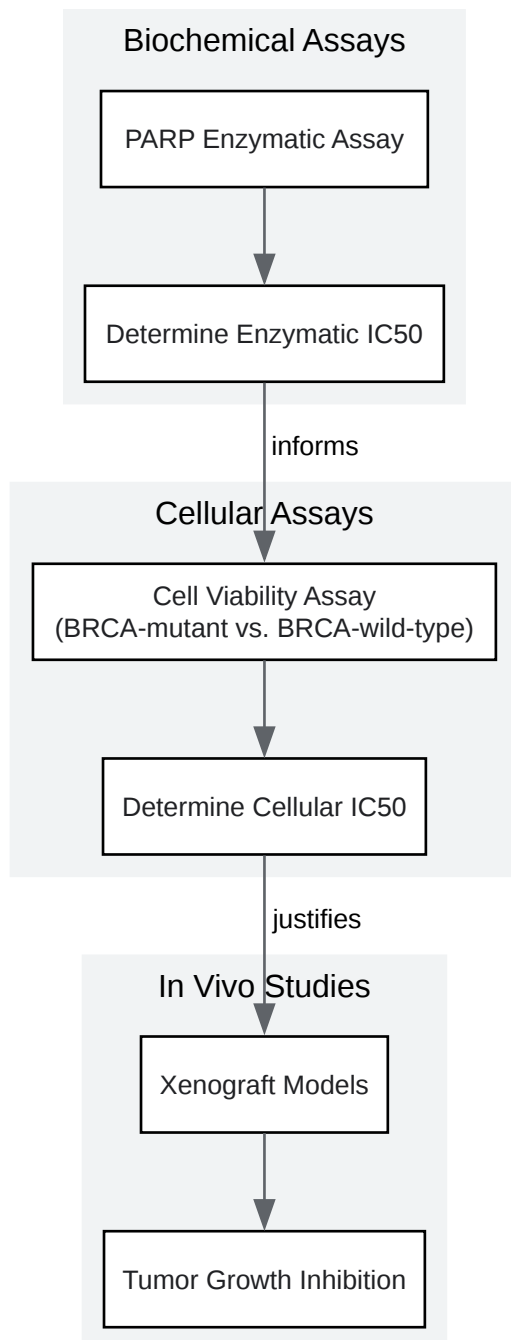 Biochemical Assays
PARP Enzymatic Assay
Determine Enzymatic IC50
informs
Cellular Assays
Cell Viability Assay
(BRCA-mutant vs. BRCA-wild-type)
Determine Cellular IC50
justifies
In Vivo Studies
Xenograft Models
Tumor Growth Inhibition